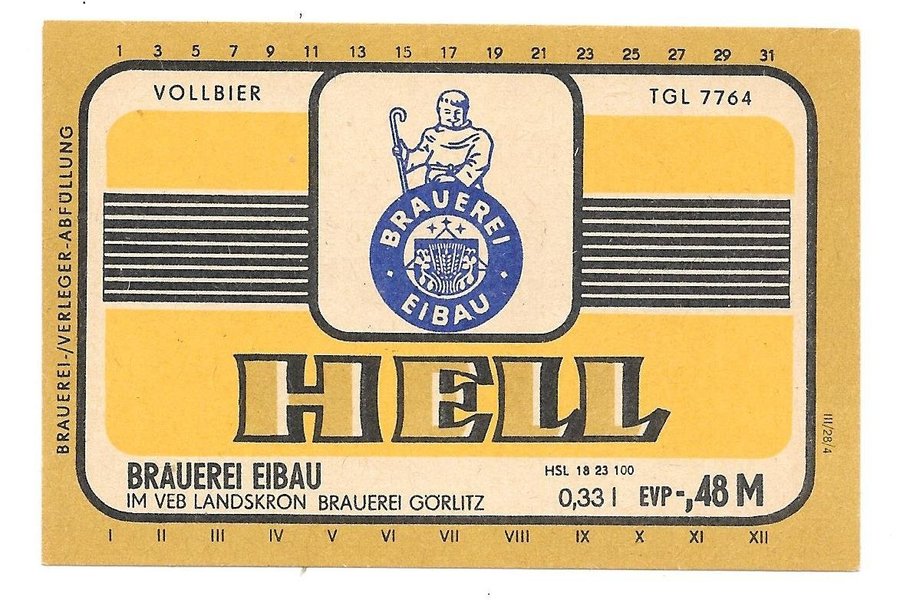 1 3 5 7 9 11 13 15 17 19 21 23 25 27 29 31
VOLLBIER
TGL 7764
BRAUEREI-/VERLEGER-ABFÜLLUNG
BRAUEREI
EIBAU
HELL
III/28/4
BRAUEREI EIBAU
IM VEB LANDSKRON BRAUEREI GÖRLITZ
HSL 18 23 100
0,33 l EVP-,48 M
I II III IV V VI VII VIII IX X XI XII